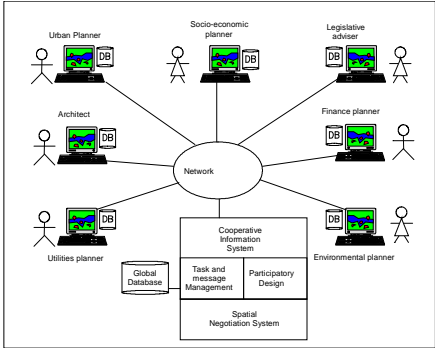 Urban Planner
Socio-economic
planner
Legislative
adviser
DB
DB
DB
Architect
Finance planner
DB
DB
Network
DB
DB
Utilities planner
Environmental planner
Cooperative
Information
System
Global
Database
Task and
message
Management
Participatory
Design
Spatial
Negotiation System